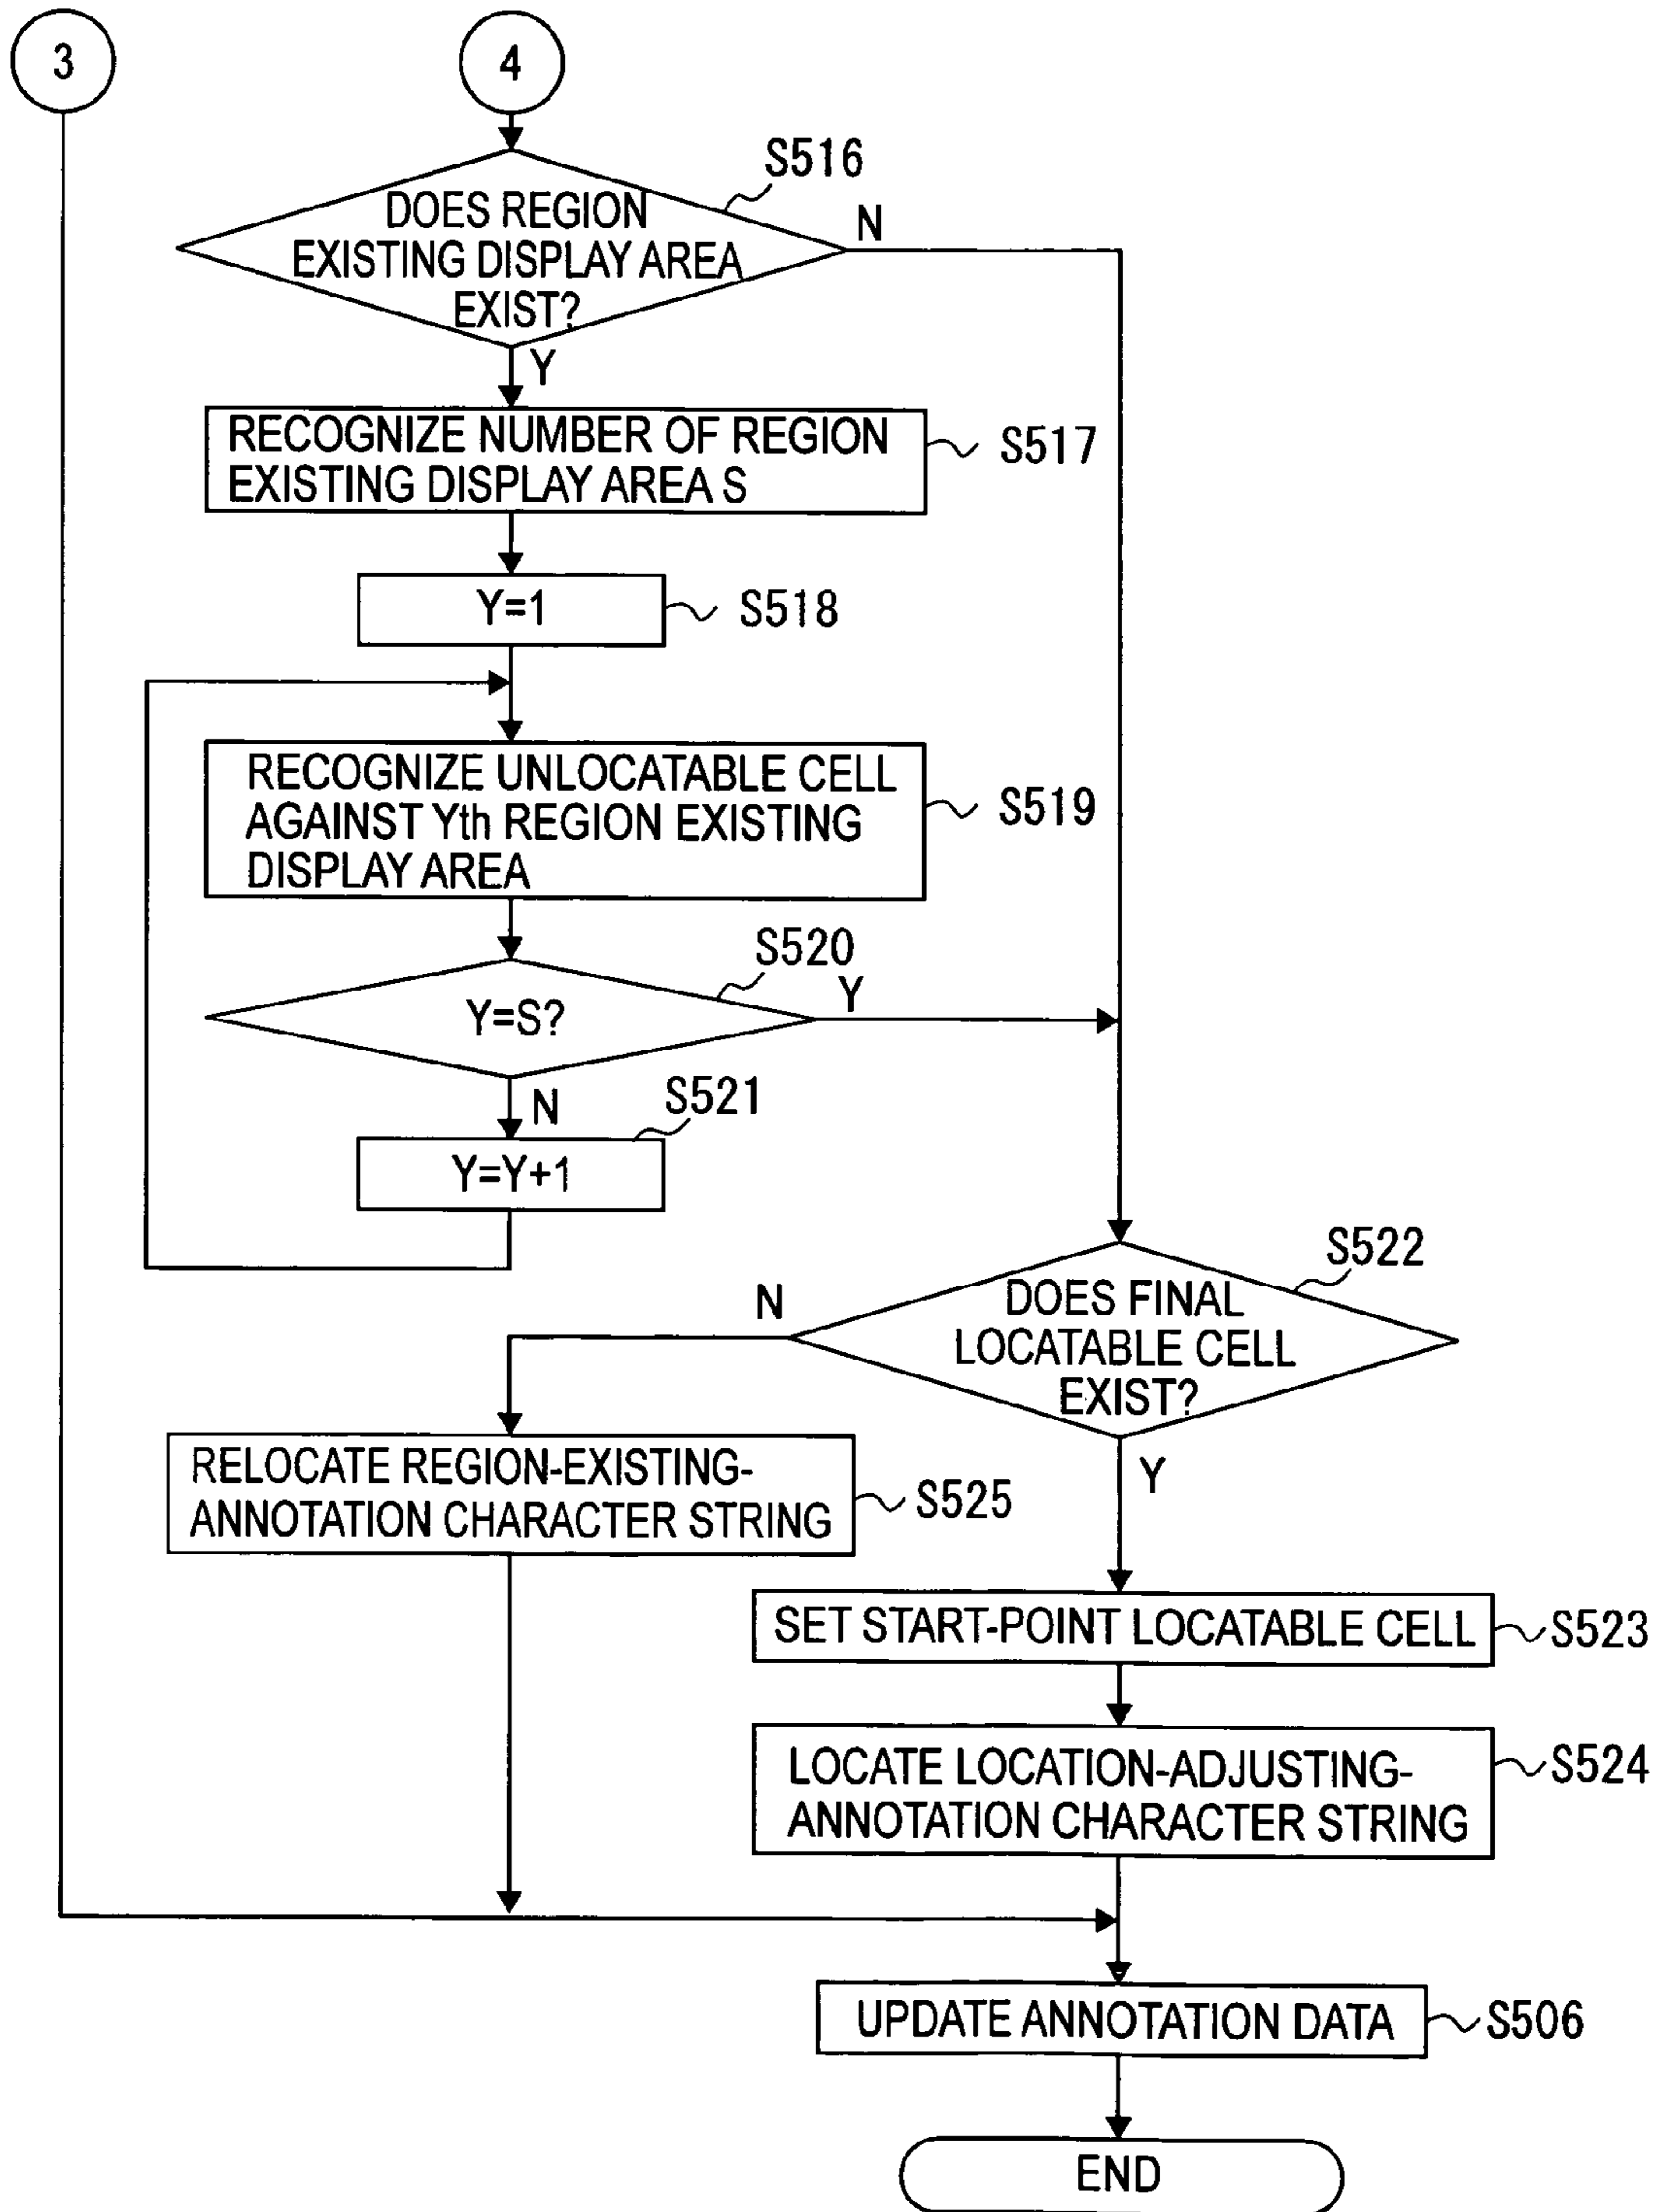 3
4
S516
DOES REGION
EXISTING DISPLAY AREA
EXIST?
N
Y
RECOGNIZE NUMBER OF REGION
EXISTING DISPLAY AREA S
S517
Y=1
S518
RECOGNIZE UNLOCATABLE CELL
AGAINST Yth REGION EXISTING
DISPLAY AREA
S519
S520
Y=S?
Y
N
S521
Y=Y+1
S522
DOES FINAL
LOCATABLE CELL
EXIST?
N
Y
RELOCATE REGION-EXISTING-
ANNOTATION CHARACTER STRING
S525
SET START-POINT LOCATABLE CELL
S523
LOCATE LOCATION-ADJUSTING-
ANNOTATION CHARACTER STRING
S524
UPDATE ANNOTATION DATA
S506
END